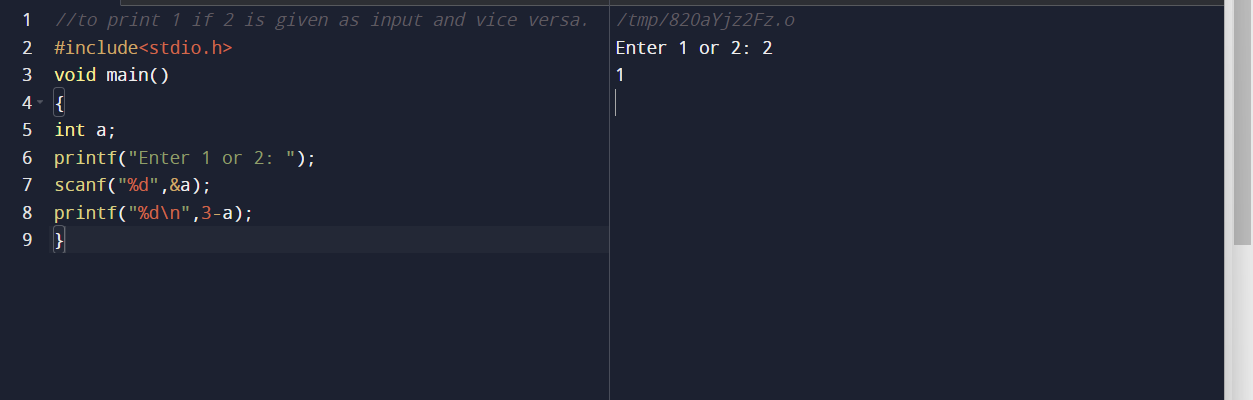 1 //to print 1 if 2 is given as input and vice versa.
2 #include<stdio.h>
3 void main()
4 {
5 int a;
6 printf("Enter 1 or 2: ");
7 scanf("%d",&a);
8 printf("%d\n",3-a);
9 }
/tmp/82OaYjz2Fz.o
Enter 1 or 2: 2
1